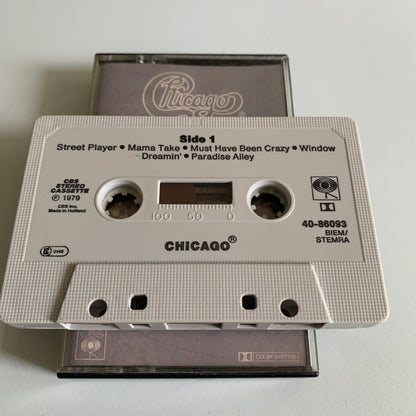 Chicago
Side 1
Street Player • Mama Take • Must Have Been Crazy • Window
Dreamin' • Paradise Alley
CBS
STEREO
CASSETTE
℗ 1979
CBS Inc.
Made in Holland
100 50 0
40-86093
BIEM/
STEMRA
CHICAGO®
DOLBY SYSTEM